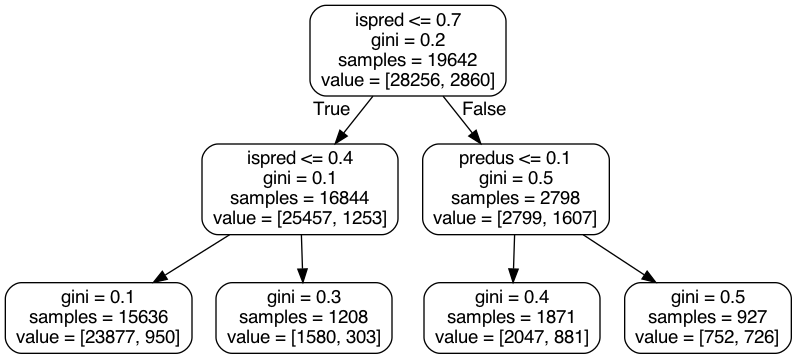 ispred <= 0.7
gini = 0.2
samples = 19642
value = [28256, 2860]
True
False
ispred <= 0.4
gini = 0.1
samples = 16844
value = [25457, 1253]
predus <= 0.1
gini = 0.5
samples = 2798
value = [2799, 1607]
gini = 0.1
samples = 15636
value = [23877, 950]
gini = 0.3
samples = 1208
value = [1580, 303]
gini = 0.4
samples = 1871
value = [2047, 881]
gini = 0.5
samples = 927
value = [752, 726]